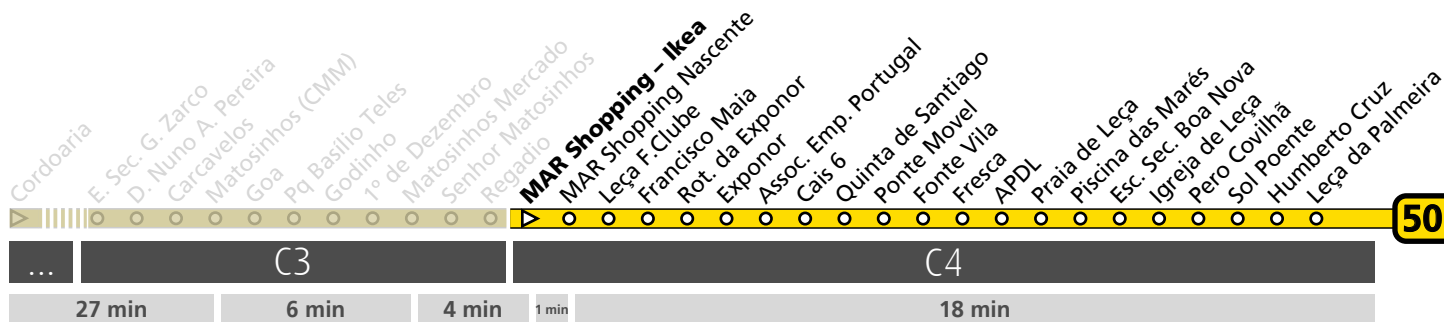 Cordoaria
E. Sec. G. Zarco
D. Nuno A. Pereira
Carcavelos
Matosinhos (CMM)
Goa
Pq Basilio Teles
Godinho
1º de Dezembro
Matosinhos Mercado
Senhor Matosinhos
Regadio
MAR Shopping – Ikea
MAR Shopping Nascente
Leça F.Clube
Francisco Maia
Rot. da Exponor
Exponor
Assoc. Emp. Portugal
Cais 6
Quinta de Santiago
Ponte Movel
Fonte Vila
Fresca
APDL
Praia de Leça
Piscina das Marés
Esc. Sec. Boa Nova
Igreja de Leça
Pero Covilhã
Sol Poente
Humberto Cruz
Leça da Palmeira
50
... C3 C4
27 min 6 min 4 min 1 min 18 min